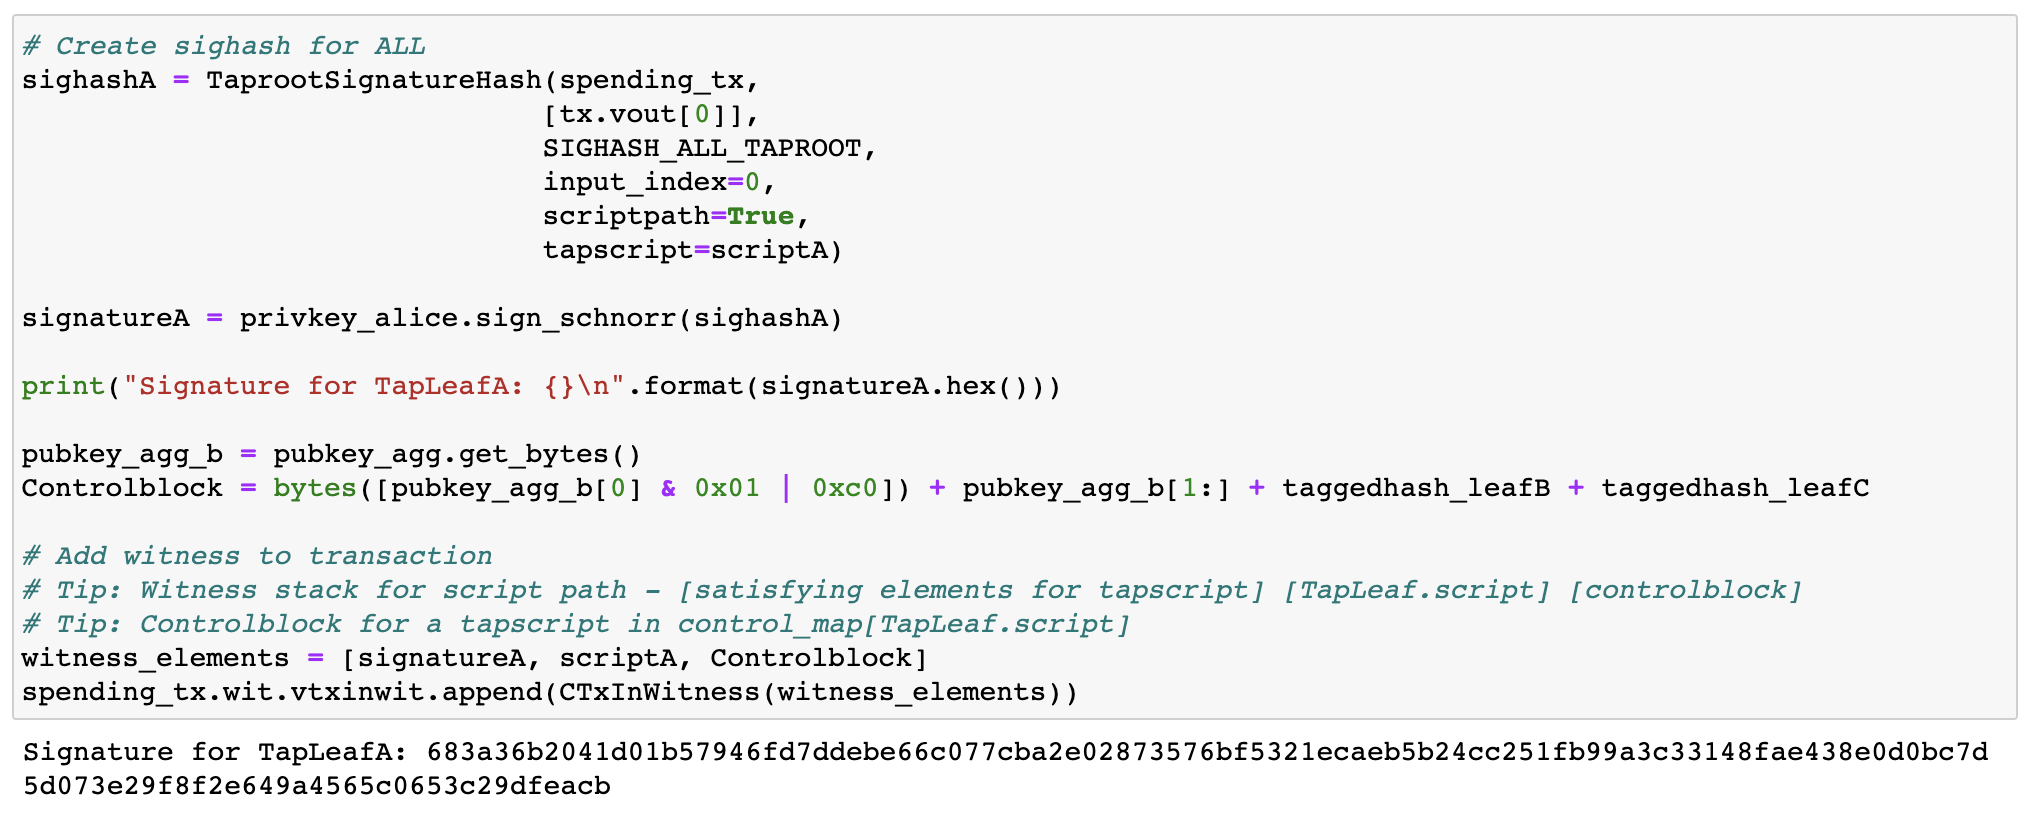 # Create sighash for ALL
sighashA = TaprootSignatureHash(spending_tx,
                               [tx.vout[0]],
                               SIGHASH_ALL_TAPROOT,
                               input_index=0,
                               scriptpath=True,
                               tapscript=scriptA)

signatureA = privkey_alice.sign_schnorr(sighashA)

print("Signature for TapLeafA: {}\n".format(signatureA.hex()))

pubkey_agg_b = pubkey_agg.get_bytes()
Controlblock = bytes([pubkey_agg_b[0] & 0x01 | 0xc0]) + pubkey_agg_b[1:] + taggedhash_leafB + taggedhash_leafC

# Add witness to transaction
# Tip: Witness stack for script path - [satisfying elements for tapscript] [TapLeaf.script] [controlblock]
# Tip: Controlblock for a tapscript in control_map[TapLeaf.script]
witness_elements = [signatureA, scriptA, Controlblock]
spending_tx.wit.vtxinwit.append(CTxInWitness(witness_elements))
Signature for TapLeafA: 683a36b2041d01b57946fd7ddebe66c077cba2e02873576bf5321ecaeb5b24cc251fb99a3c33148fae438e0d0bc7d
5d073e29f8f2e649a4565c0653c29dfeacb